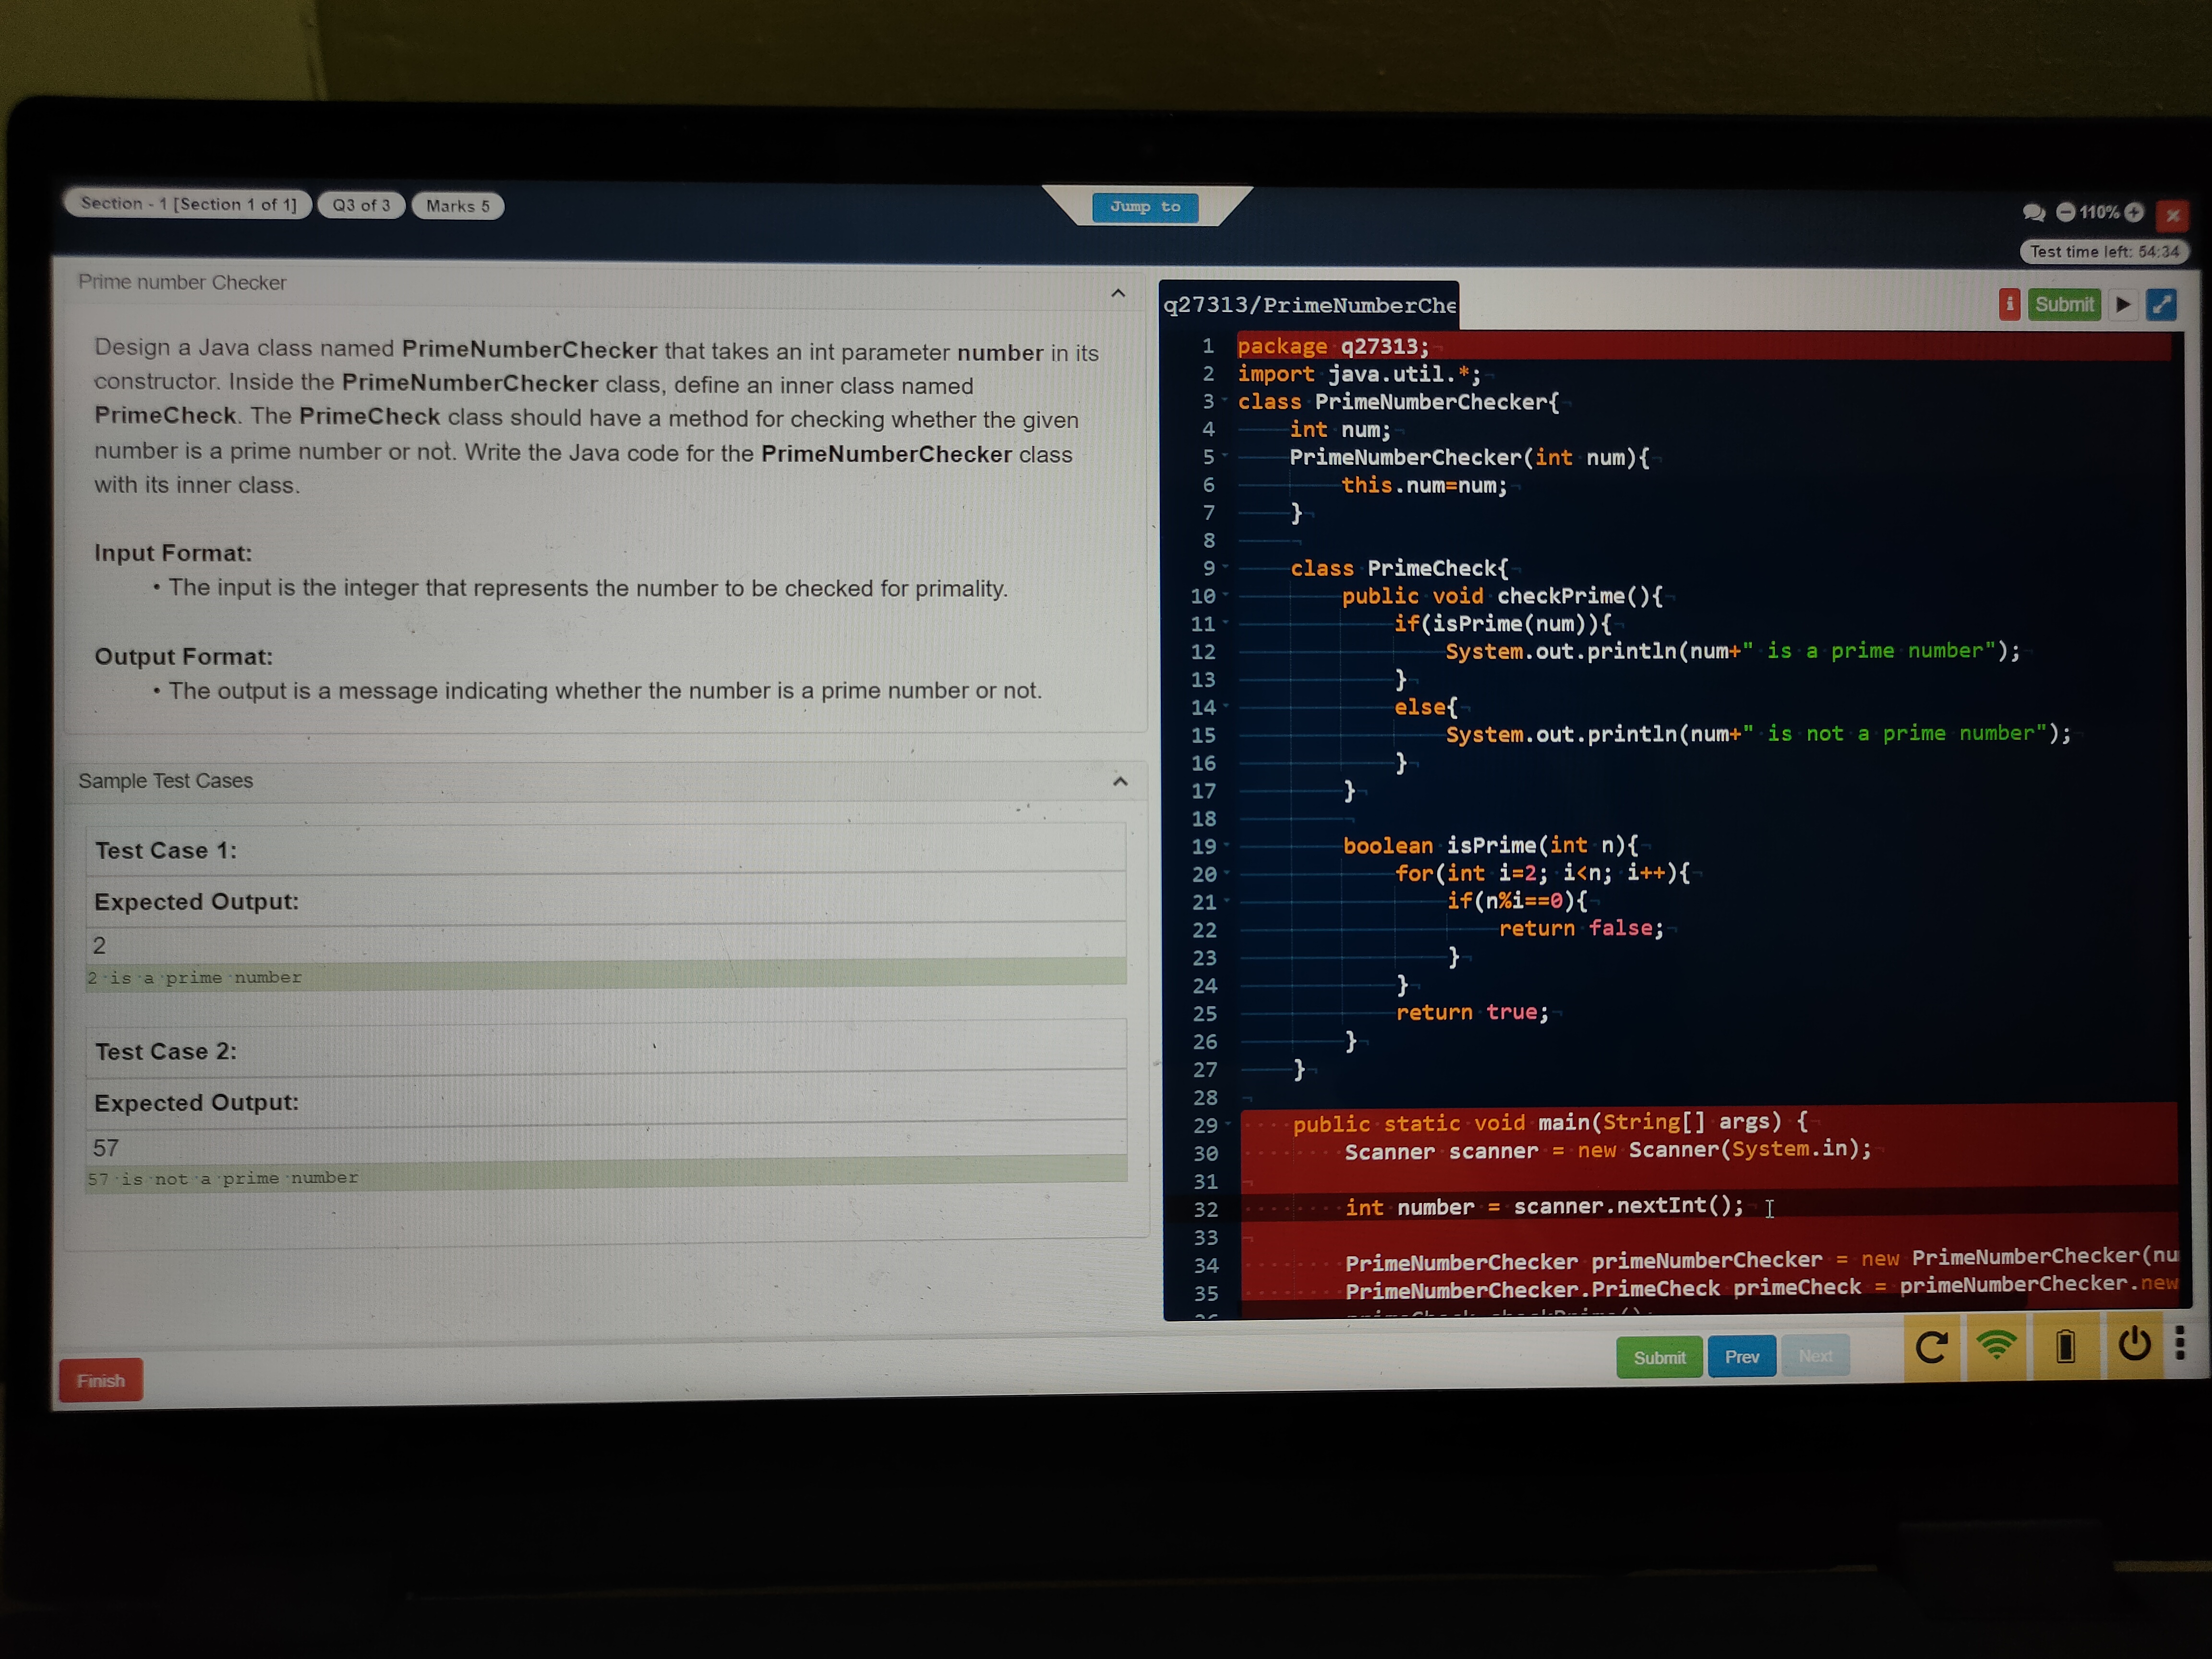 Section - 1 [Section 1 of 1] Q3 of 3 Marks 5
Jump to
110%
Test time left: 54:34
Prime number Checker
Design a Java class named PrimeNumberChecker that takes an int parameter number in its
constructor. Inside the PrimeNumberChecker class, define an inner class named
PrimeCheck. The PrimeCheck class should have a method for checking whether the given
number is a prime number or not. Write the Java code for the PrimeNumberChecker class
with its inner class.
Input Format:
• The input is the integer that represents the number to be checked for primality.
Output Format:
• The output is a message indicating whether the number is a prime number or not.
Sample Test Cases
Test Case 1:
Expected Output:
2
2 is a prime number
Test Case 2:
Expected Output:
57
57 is not a prime number
Finish
q27313/PrimeNumberChe
Submit
1 package q27313;
2 import java.util.*;
3 class PrimeNumberChecker{
4 int num;
5 PrimeNumberChecker(int num){
6 this.num=num;
7 }
8
9 class PrimeCheck{
10 public void checkPrime(){
11 if(isPrime(num)){
12 System.out.println(num+" is a prime number");
13 }
14 else{
15 System.out.println(num+" is not a prime number");
16 }
17 }
18
19 boolean isPrime(int n){
20 for(int i=2; i<n; i++){
21 if(n%i==0){
22 return false;
23 }
24 }
25 return true;
26 }
27 }
28
29 public static void main(String[] args) {
30 Scanner scanner = new Scanner(System.in);
31
32 int number = scanner.nextInt();
33
34 PrimeNumberChecker primeNumberChecker = new PrimeNumberChecker(nu
35 PrimeNumberChecker.PrimeCheck primeCheck = primeNumberChecker.new
Submit Prev Next